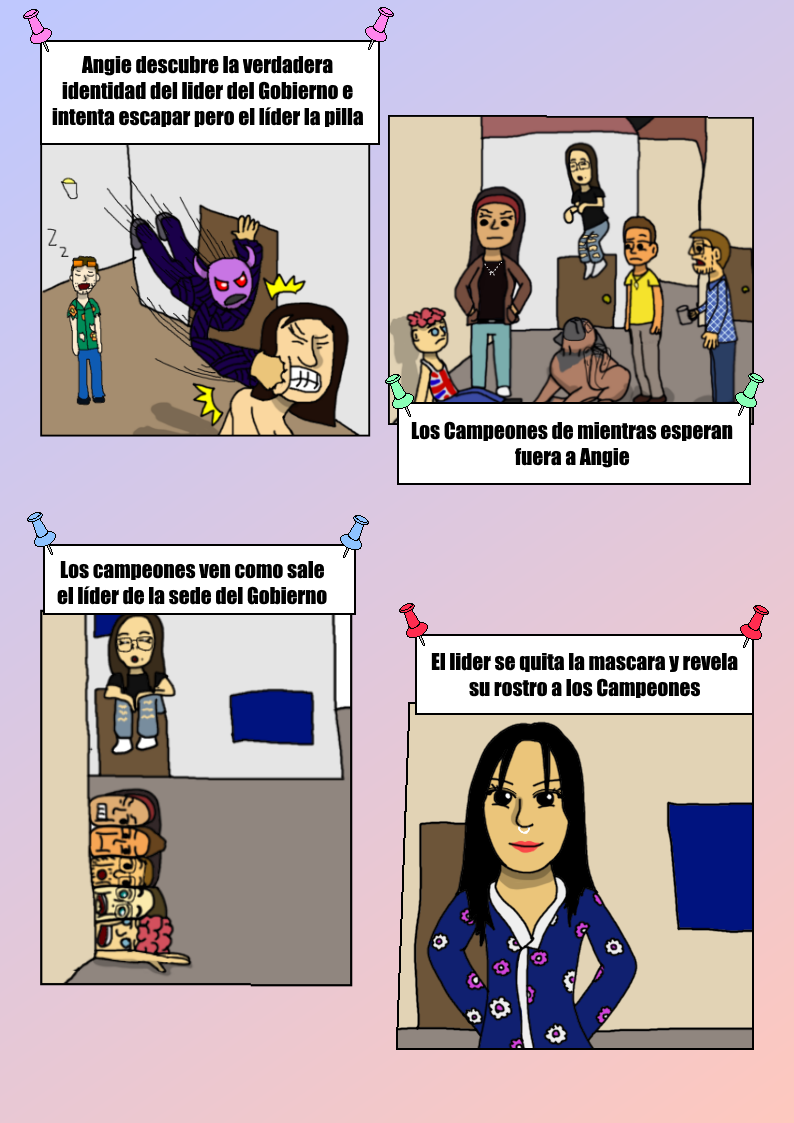 Angie descubre la verdadera
identidad del lider del Gobierno e
intenta escapar pero el líder la pilla
Z z
Los Campeones de mientras esperan
fuera a Angie
Los campeones ven como sale
el líder de la sede del Gobierno
El lider se quita la mascara y revela
su rostro a los Campeones